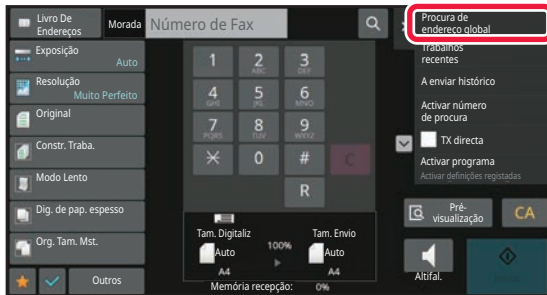 Livro De
Endereços
Morada
Número de Fax
Procura de
endereço global
Exposição
Auto
Resolução
Muito Perfeito
Original
Constr. Traba.
Modo Lento
Dig. de pap. espesso
Org. Tam. Mst.
Outros
1
2
ABC
3
DEF
4
GHI
5
JKL
6
MNO
7
PQRS
8
TUV
9
WXYZ
0
#
C
R
Tam. Digitaliz
Auto
A4
100%
Tam. Envio
Auto
A4
Memória recepção:
0%
Trabalhos
recentes
A enviar histórico
Activar número
de procura
TX directa
Activar programa
Activar definições registadas
Pré-
visualização
CA
Altifal.